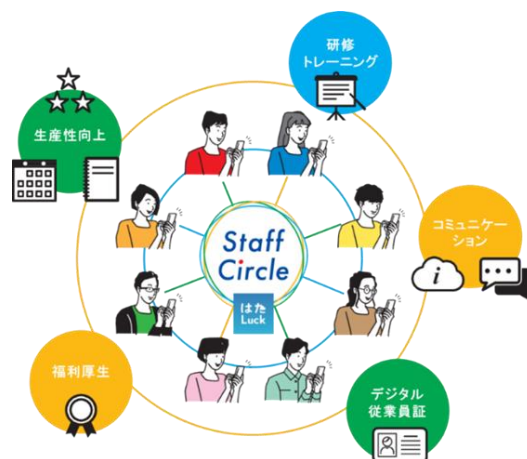 研修
トレーニング
生産性向上
コミュニケー
ション
Staff
Circle
はた
Luck
i
福利厚生
デジタル
従業員証